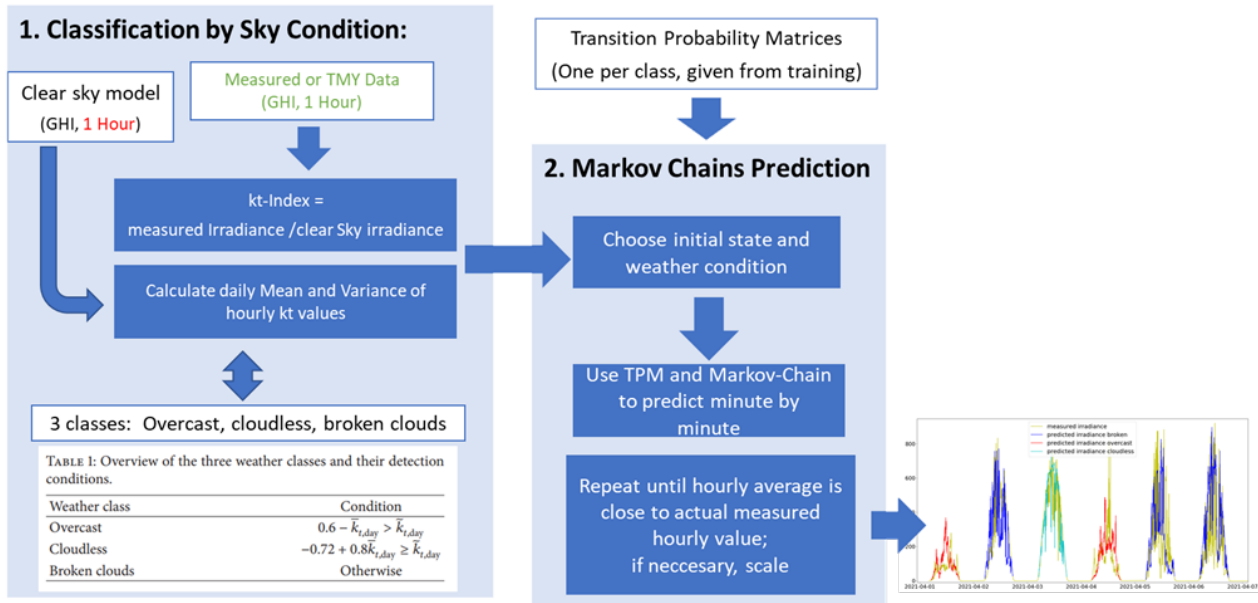 1. Classification by Sky Condition:
Clear sky model
(GHI, 1 Hour)
Measured or TMY Data
(GHI, 1 Hour)
kt-Index =
measured Irradiance /clear Sky irradiance
Calculate daily Mean and Variance of
hourly kt values
3 classes: Overcast, cloudless, broken clouds
TABLE 1: Overview of the three weather classes and their detection
conditions.
Weather class Condition
Overcast 0.6 − k̅t,day > k̃t,day
Cloudless −0.72 + 0.8k̅t,day ≥ k̃t,day
Broken clouds Otherwise
Transition Probability Matrices
(One per class, given from training)
2. Markov Chains Prediction
Choose initial state and
weather condition
Use TPM and Markov-Chain
to predict minute by
minute
Repeat until hourly average is
close to actual measured
hourly value;
if neccesary, scale
measured irradiance
predicted irradiance broken
predicted irradiance overcast
predicted irradiance cloudless
800
600
400
200
0
2021-04-01 2021-04-02 2021-04-03 2021-04-04 2021-04-05 2021-04-06 2021-04-07